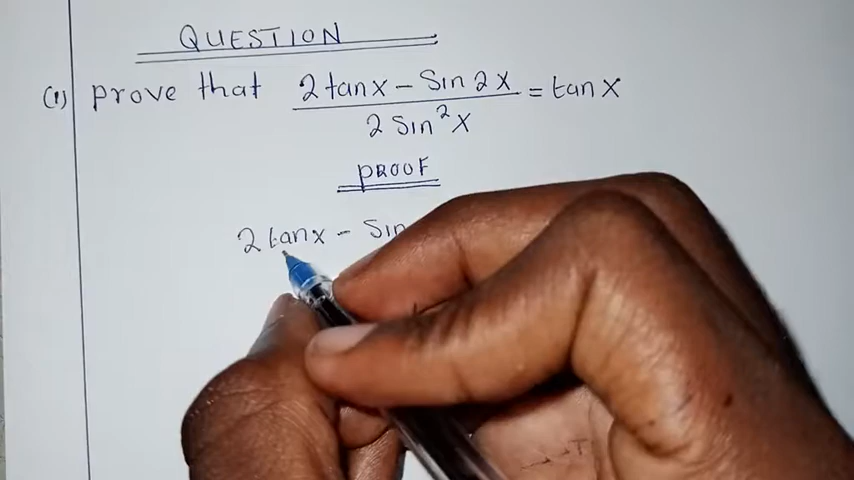 QUESTION
(1) prove that 2tanx - Sin2x = tanx
2Sin²x
PROOF
2tanx - Sin